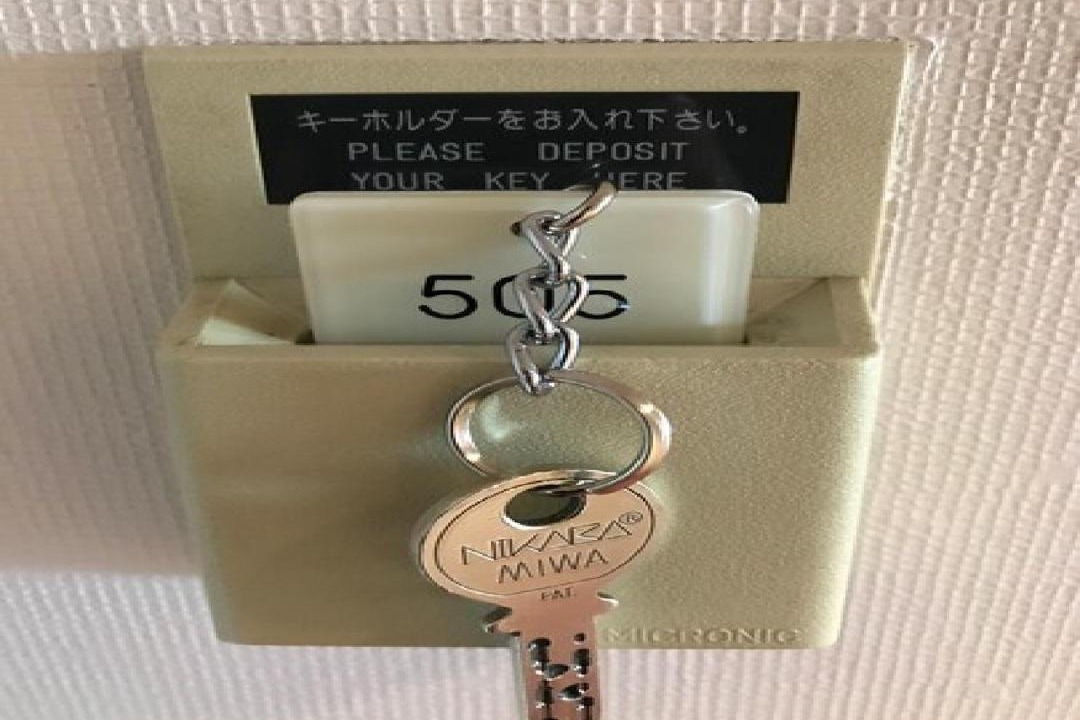 キーホルダーをお入れ下さい。
PLEASE DEPOSIT
YOUR KEY HERE
505
NIKABA®
MIWA
PAT.
MICRONIC